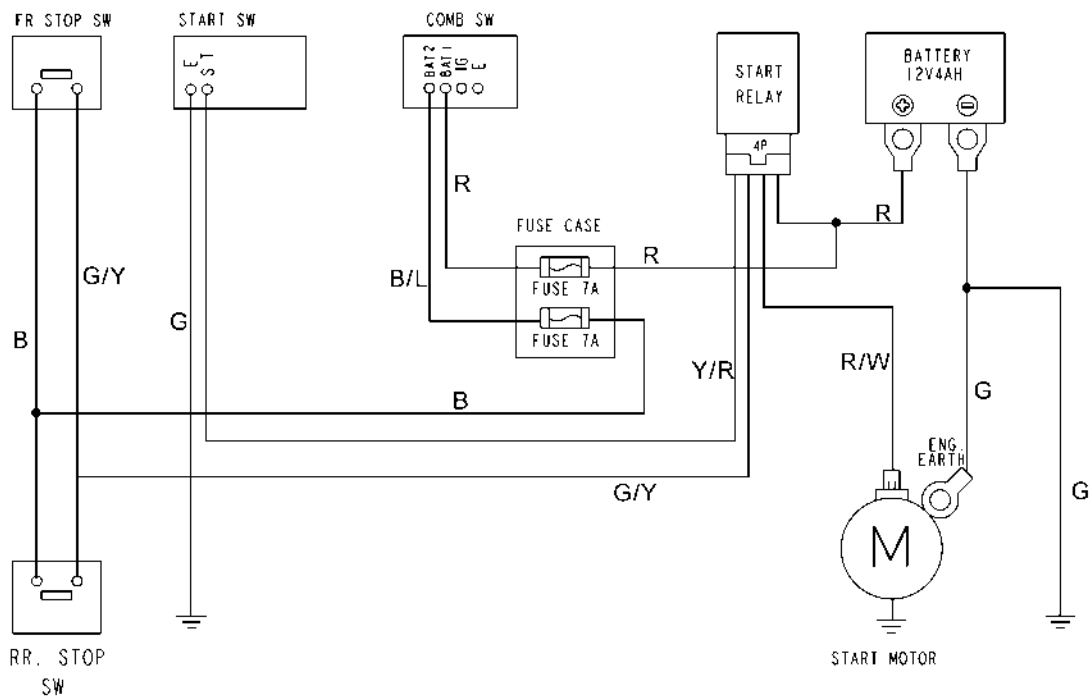 FR STOP SW
START SW
COMB SW
E
ST
BAT2
BAT1
IG
E
START
RELAY
4P
BATTERY
12V4AH
R
R
FUSE CASE
R
FUSE 7A
FUSE 7A
G/Y
B/L
G
B
Y/R
R/W
B
G
ENG.
EARTH
G/Y
G
M
RR. STOP
SW
START MOTOR